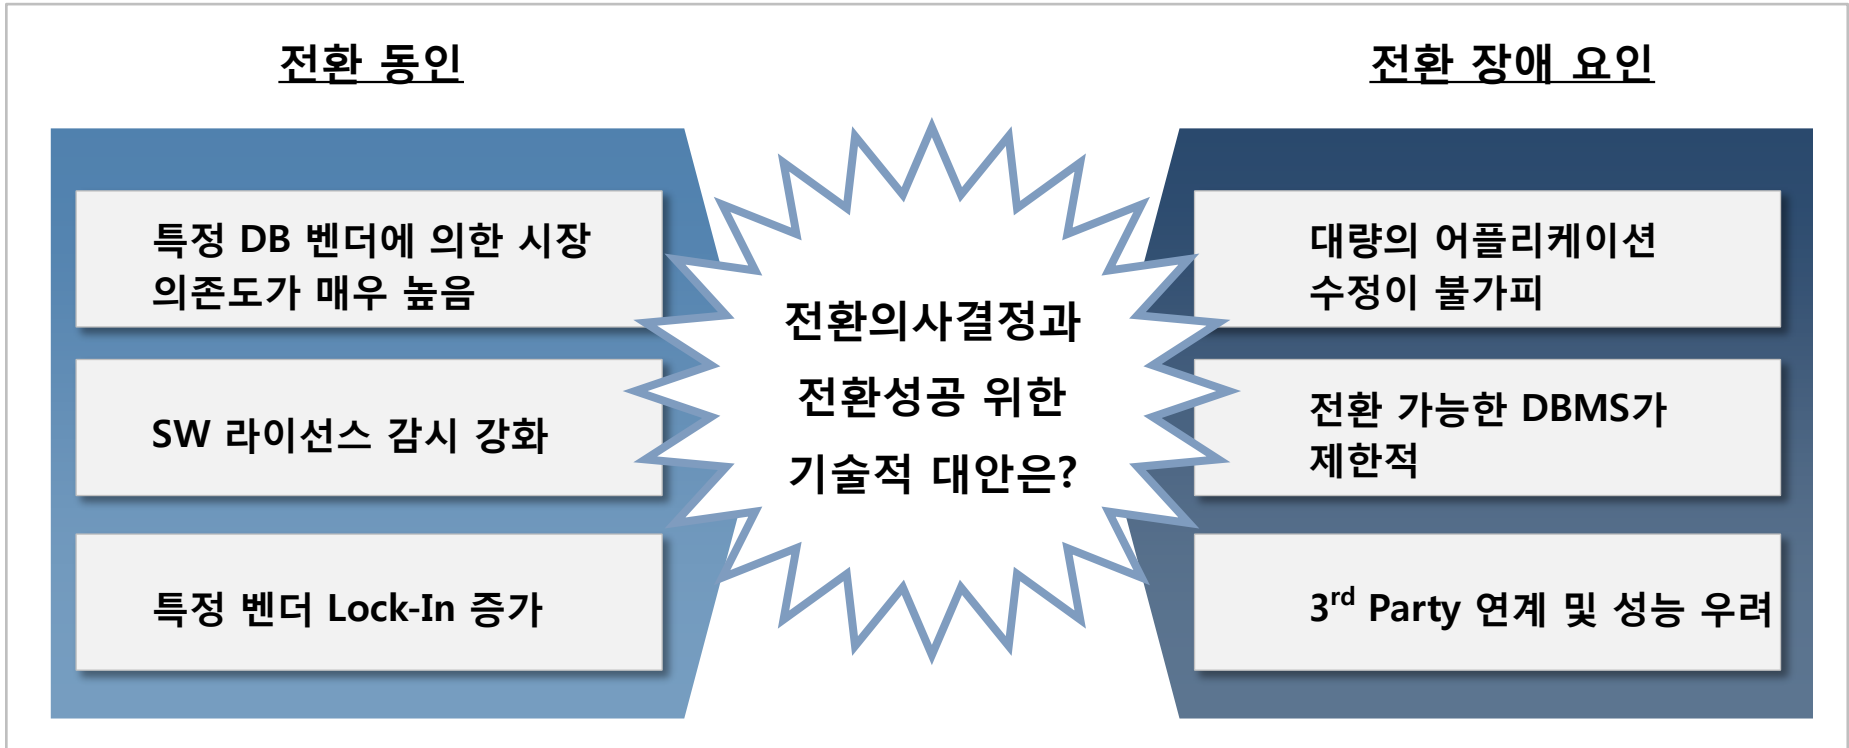 전환 동인
전환 장애 요인
특정 DB 벤더에 의한 시장
의존도가 매우 높음
SW 라이선스 감시 강화
특정 벤더 Lock-In 증가
전환의사결정과
전환성공 위한
기술적 대안은?
대량의 어플리케이션
수정이 불가피
전환 가능한 DBMS가
제한적
3rd Party 연계 및 성능 우려